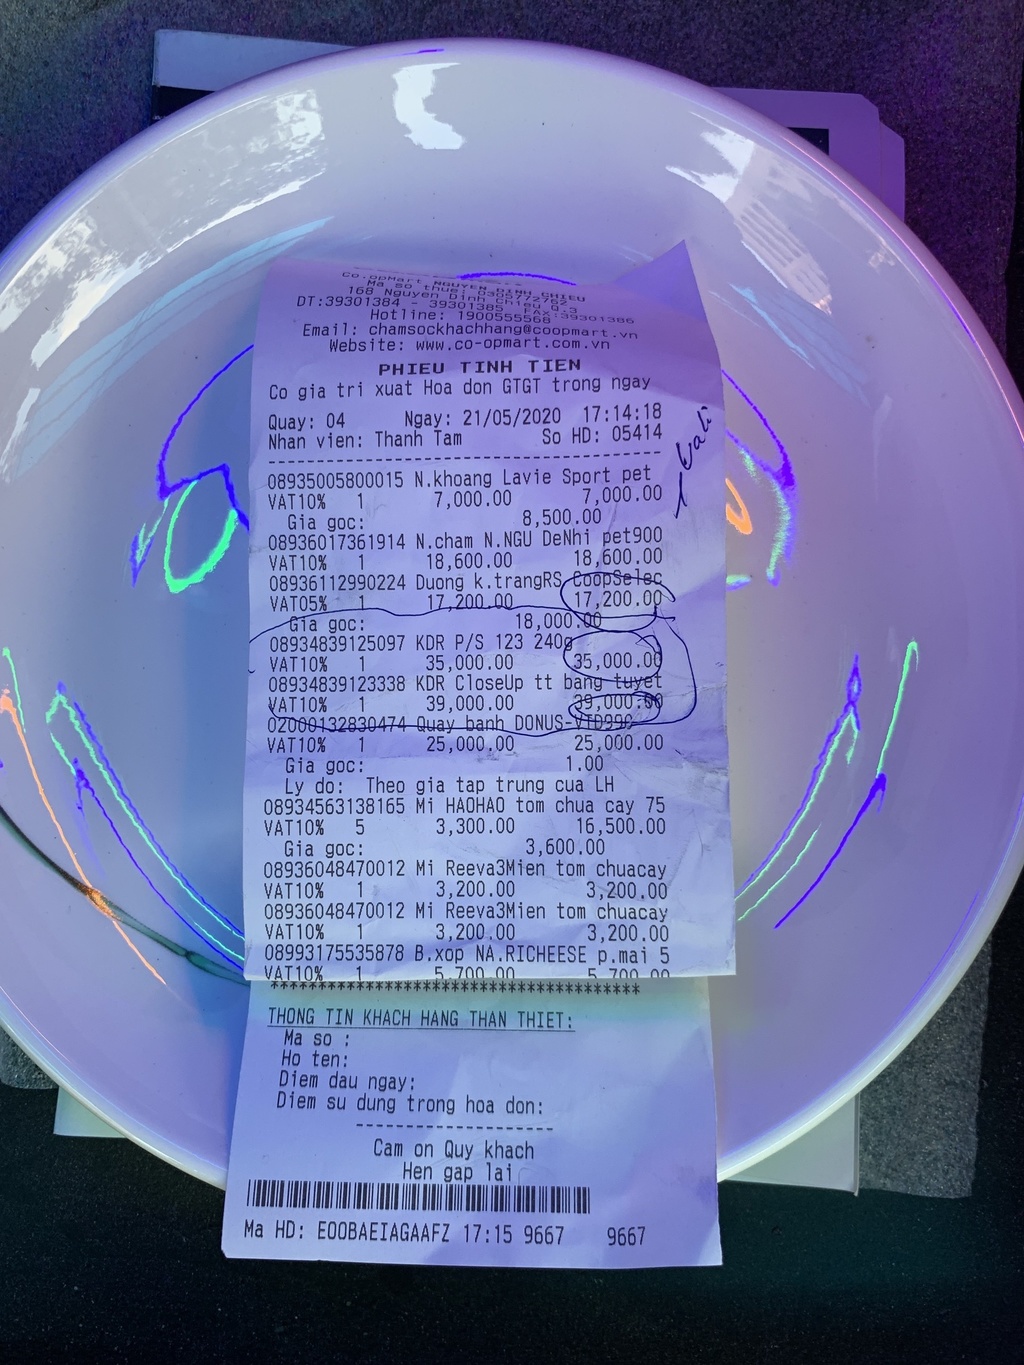 Co.opMart NGUYEN DINH CHIEU
Ma so thue:
168 Nguyen Dinh Chieu Q.3
DT:39301384 - 39301385 FAX:39301386
Hotline: 1900555568
Email: chamsockhachhang@coopmart.vn
Website: www.co-opmart.com.vn
PHIEU TINH TIEN
Co gia tri xuat Hoa don GTGT trong ngay
Quay: 04 Ngay: 21/05/2020 17:14:18
Nhan vien: Thanh Tam So HD: 05414
08935005800015 N.khoang Lavie Sport pet
VAT10% 1 7,000.00 7,000.00
Gia goc: 8,500.00
08936017361914 N.cham N.NGU DeNhi pet900
VAT10% 1 18,600.00 18,600.00
08936112990224 Duong k.trangRS CoopSelec
VAT05% 1 17,200.00 17,200.00
Gia goc: 18,000.00
08934839125097 KDR P/S 123 240g
VAT10% 1 35,000.00 35,000.00
08934839123338 KDR CloseUp tt bang tuyet
VAT10% 1 39,000.00 39,000.00
02000132830474 Quay banh DONUS-VID99C
VAT10% 1 25,000.00 25,000.00
Gia goc: 1.00
Ly do: Theo gia tap trung cua LH
08934563138165 Mi HAOHAO tom chua cay 75
VAT10% 5 3,300.00 16,500.00
Gia goc: 3,600.00
08936048470012 Mi Reeva3Mien tom chuacay
VAT10% 1 3,200.00 3,200.00
08936048470012 Mi Reeva3Mien tom chuacay
VAT10% 1 3,200.00 3,200.00
08993175535878 B.xop NA.RICHEESE p.mai 5
VAT10% 1 5,700.00 5,700.00
****************************************
THONG TIN KHACH HANG THAN THIET:
Ma so :
Ho ten:
Diem dau ngay:
Diem su dung trong hoa don:
Cam on Quy khach
Hen gap lai
Ma HD: EOOBAEIAGAAFZ 17:15 9667 9667